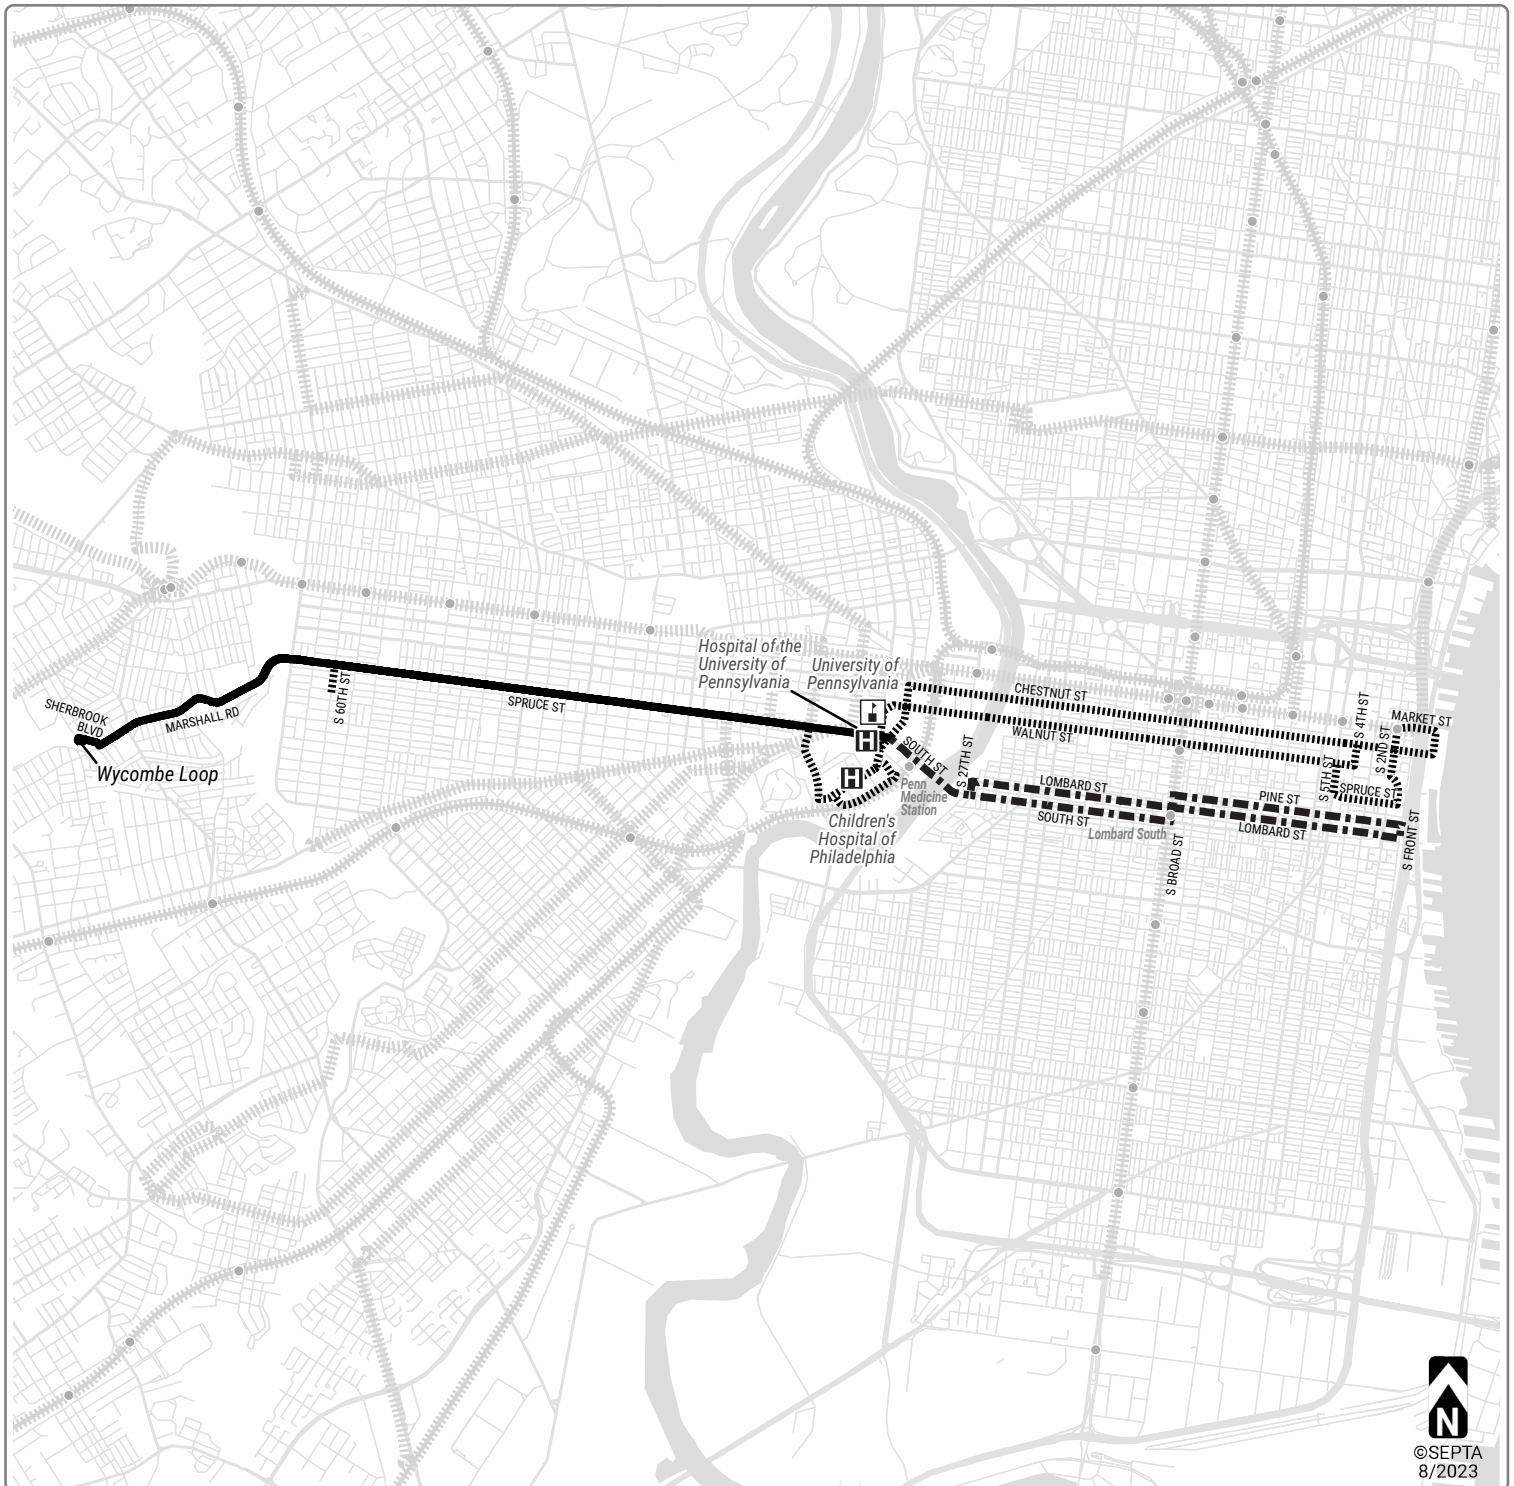 Hospital of the
University of
Pennsylvania
University of
Pennsylvania
SHERBROOK
BLVD
MARSHALL RD
S 60TH ST
SPRUCE ST
Wycombe Loop
H
H
SOUTH ST
Penn
Medicine
Station
Children's
Hospital of
Philadelphia
S 27TH ST
CHESTNUT ST
WALNUT ST
LOMBARD ST
SOUTH ST
Lombard South
S BROAD ST
PINE ST
LOMBARD ST
S 4TH ST
S 5TH ST
S 2ND ST
MARKET ST
SPRUCE ST
S FRONT ST
N
©SEPTA
8/2023